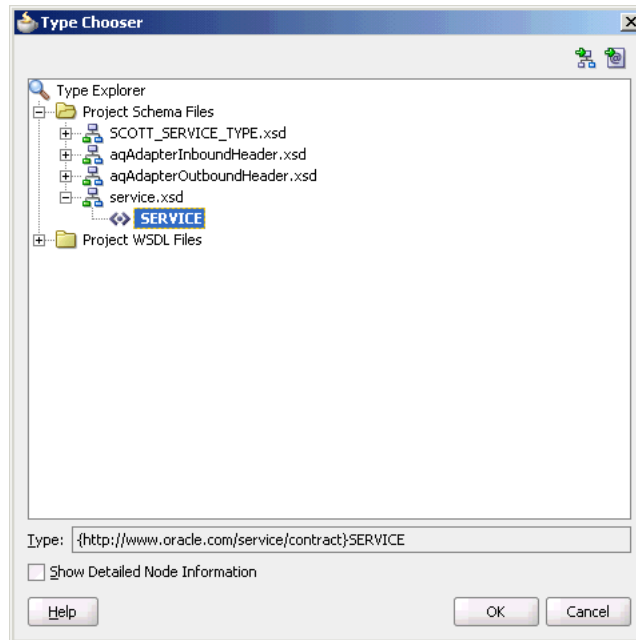 Type Chooser
Type Explorer
Project Schema Files
SCOTT_SERVICE_TYPE.xsd
aqAdapterInboundHeader.xsd
aqAdapterOutboundHeader.xsd
service.xsd
SERVICE
Project WSDL Files
Type: {http://www.oracle.com/service/contract}SERVICE
Show Detailed Node Information
Help OK Cancel